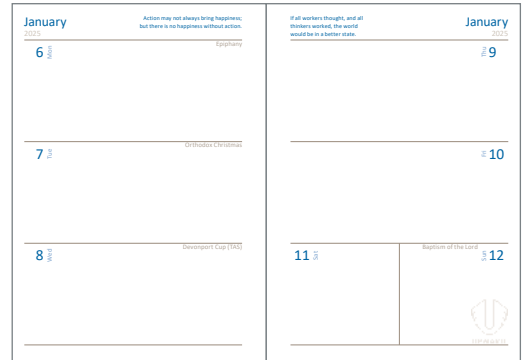 January
2025
Action may not always bring happiness;
but there is no happiness without action.
6 Mon
Epiphany
7 Tue
Orthodox Christmas
8 Wed
Devonport Cup (TAS)
If all workers thought, and all
thinkers worked, the world
would be in a better state.
January
2025
Thu 9
Fri 10
11 Sat
Baptism of the Lord
Sun 12